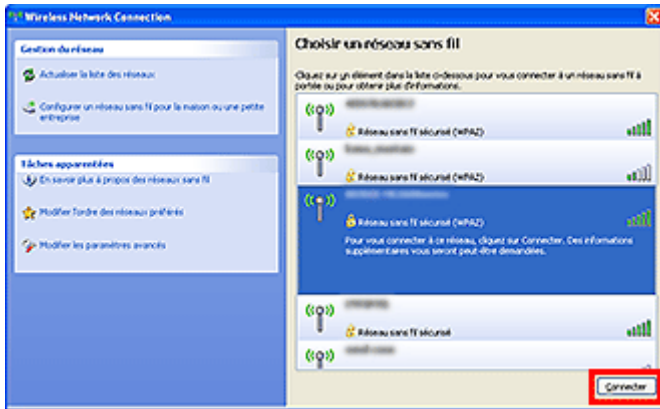 Wireless Network Connection
Gestion du réseau
Actualiser la liste des réseaux
Configurer un réseau sans fil pour la maison ou une petite
entreprise
Tâches apparentées
En savoir plus à propos des réseaux sans fil
Modifier l'ordre des réseaux préférés
Modifier les paramètres avancés
Choisir un réseau sans fil
Cliquez sur un élément dans la liste ci-dessous pour vous connecter à un réseau sans fil à
portée ou pour obtenir plus d'informations.
Réseau sans fil sécurisé (WPA2)
Réseau sans fil sécurisé (WPA2)
Réseau sans fil sécurisé (WPA2)
Pour vous connecter à ce réseau, cliquez sur Connecter. Des informations
supplémentaires vous seront peut-être demandées.
Réseau sans fil sécurisé
Connecter